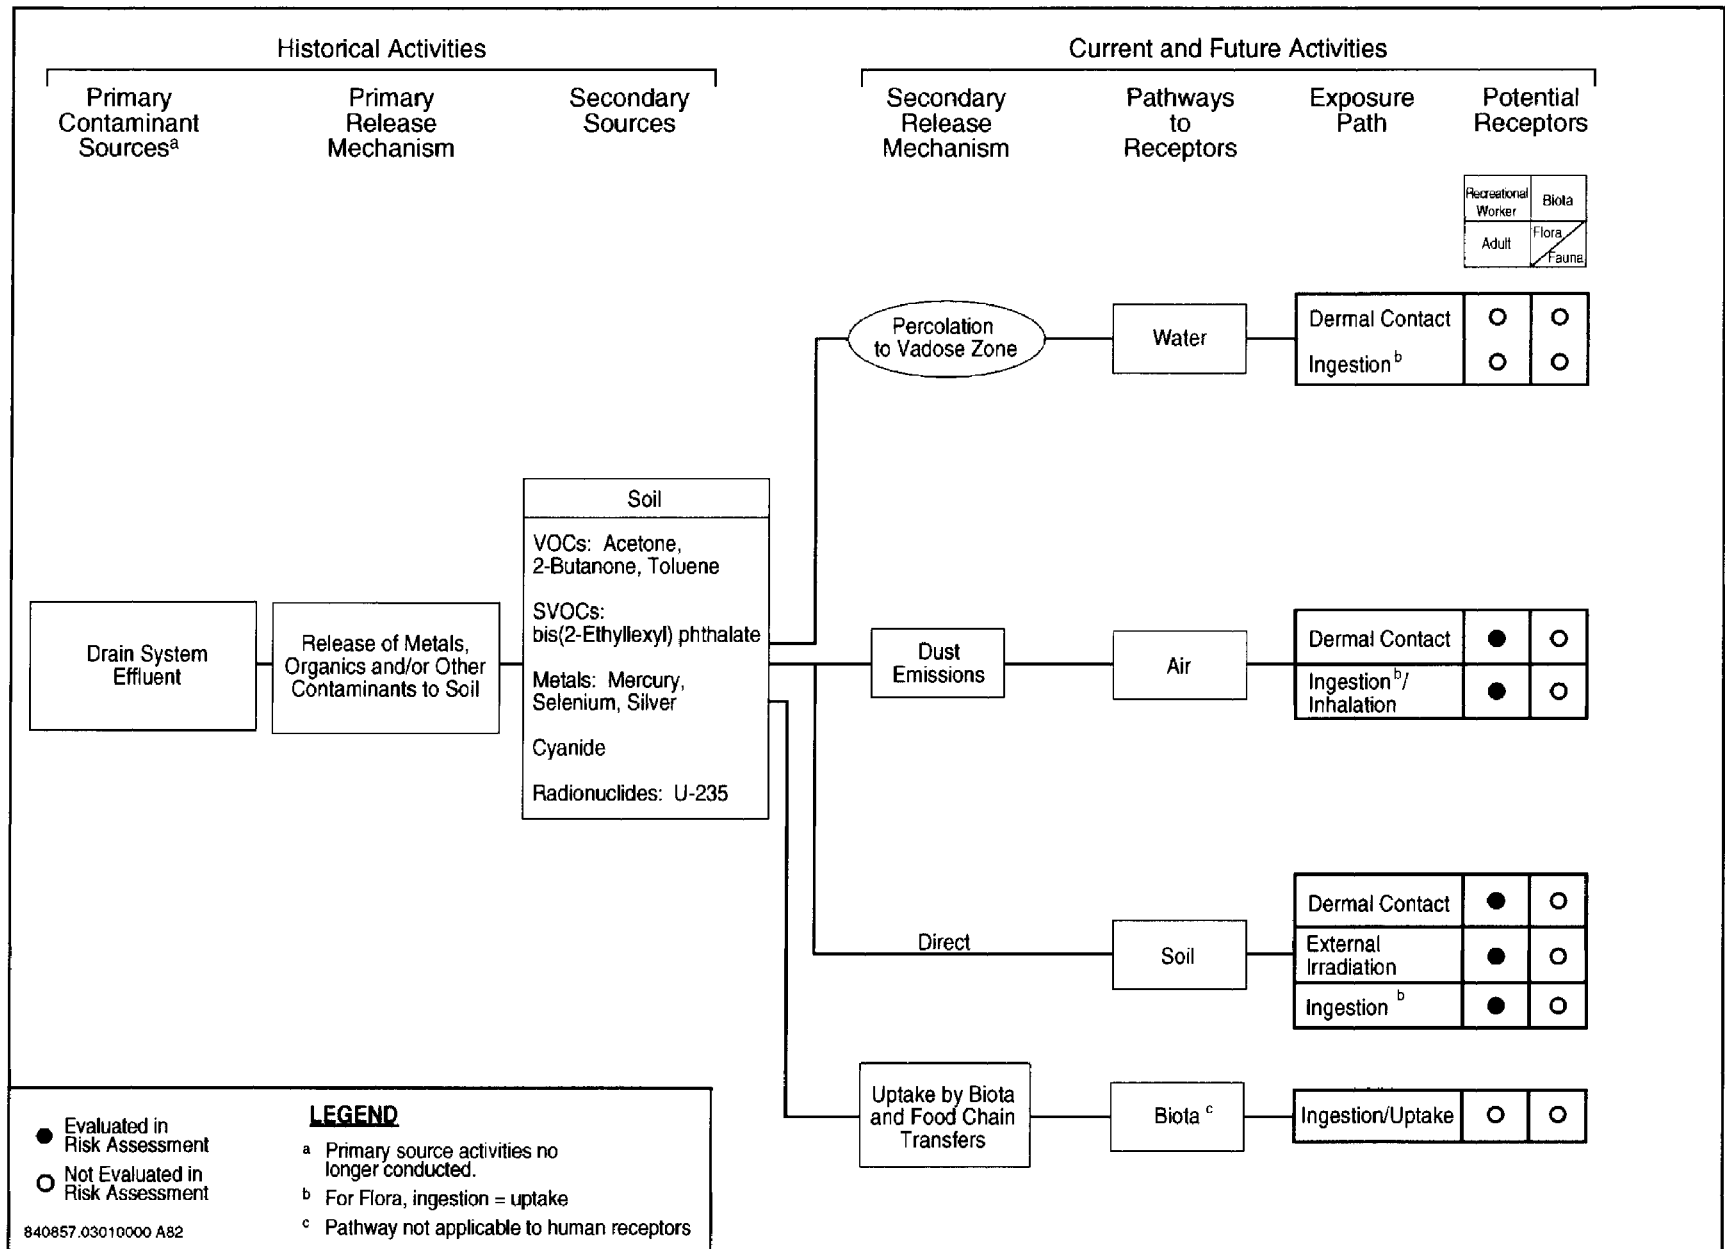 Historical Activities
Current and Future Activities
Primary
Contaminant
Sourcesᵃ
Primary
Release
Mechanism
Secondary
Sources
Secondary
Release
Mechanism
Pathways
to
Receptors
Exposure
Path
Potential
Receptors
Recreational
Worker
Biota
Adult
Flora
Fauna
Percolation
to Vadose Zone
Water
Dermal Contact
Ingestion ᵇ
Soil
VOCs: Acetone,
2-Butanone, Toluene
SVOCs:
bis(2-Ethyllexyl) phthalate
Metals: Mercury,
Selenium, Silver
Cyanide
Radionuclides: U-235
Drain System
Effluent
Release of Metals,
Organics and/or Other
Contaminants to Soil
Dust
Emissions
Air
Dermal Contact
Ingestionᵇ/
Inhalation
Direct
Soil
Dermal Contact
External
Irradiation
Ingestion ᵇ
Uptake by Biota
and Food Chain
Transfers
Biota ᶜ
Ingestion/Uptake
LEGEND
Evaluated in
Risk Assessment
Not Evaluated in
Risk Assessment
ᵃ Primary source activities no
longer conducted.
ᵇ For Flora, ingestion = uptake
ᶜ Pathway not applicable to human receptors
840857.03010000 A82